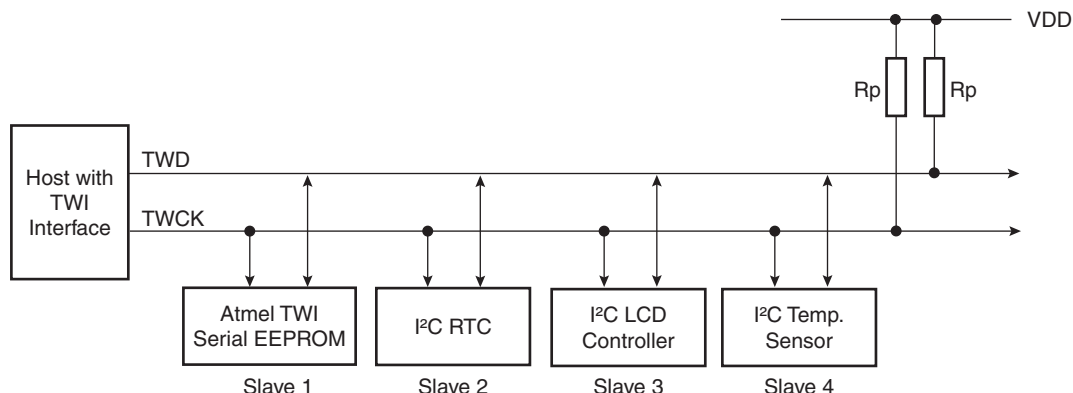 VDD
Rp Rp
Host with
TWI
Interface
TWD
TWCK
Atmel TWI
Serial EEPROM
I²C RTC
I²C LCD
Controller
I²C Temp.
Sensor
Slave 1
Slave 2
Slave 3
Slave 4